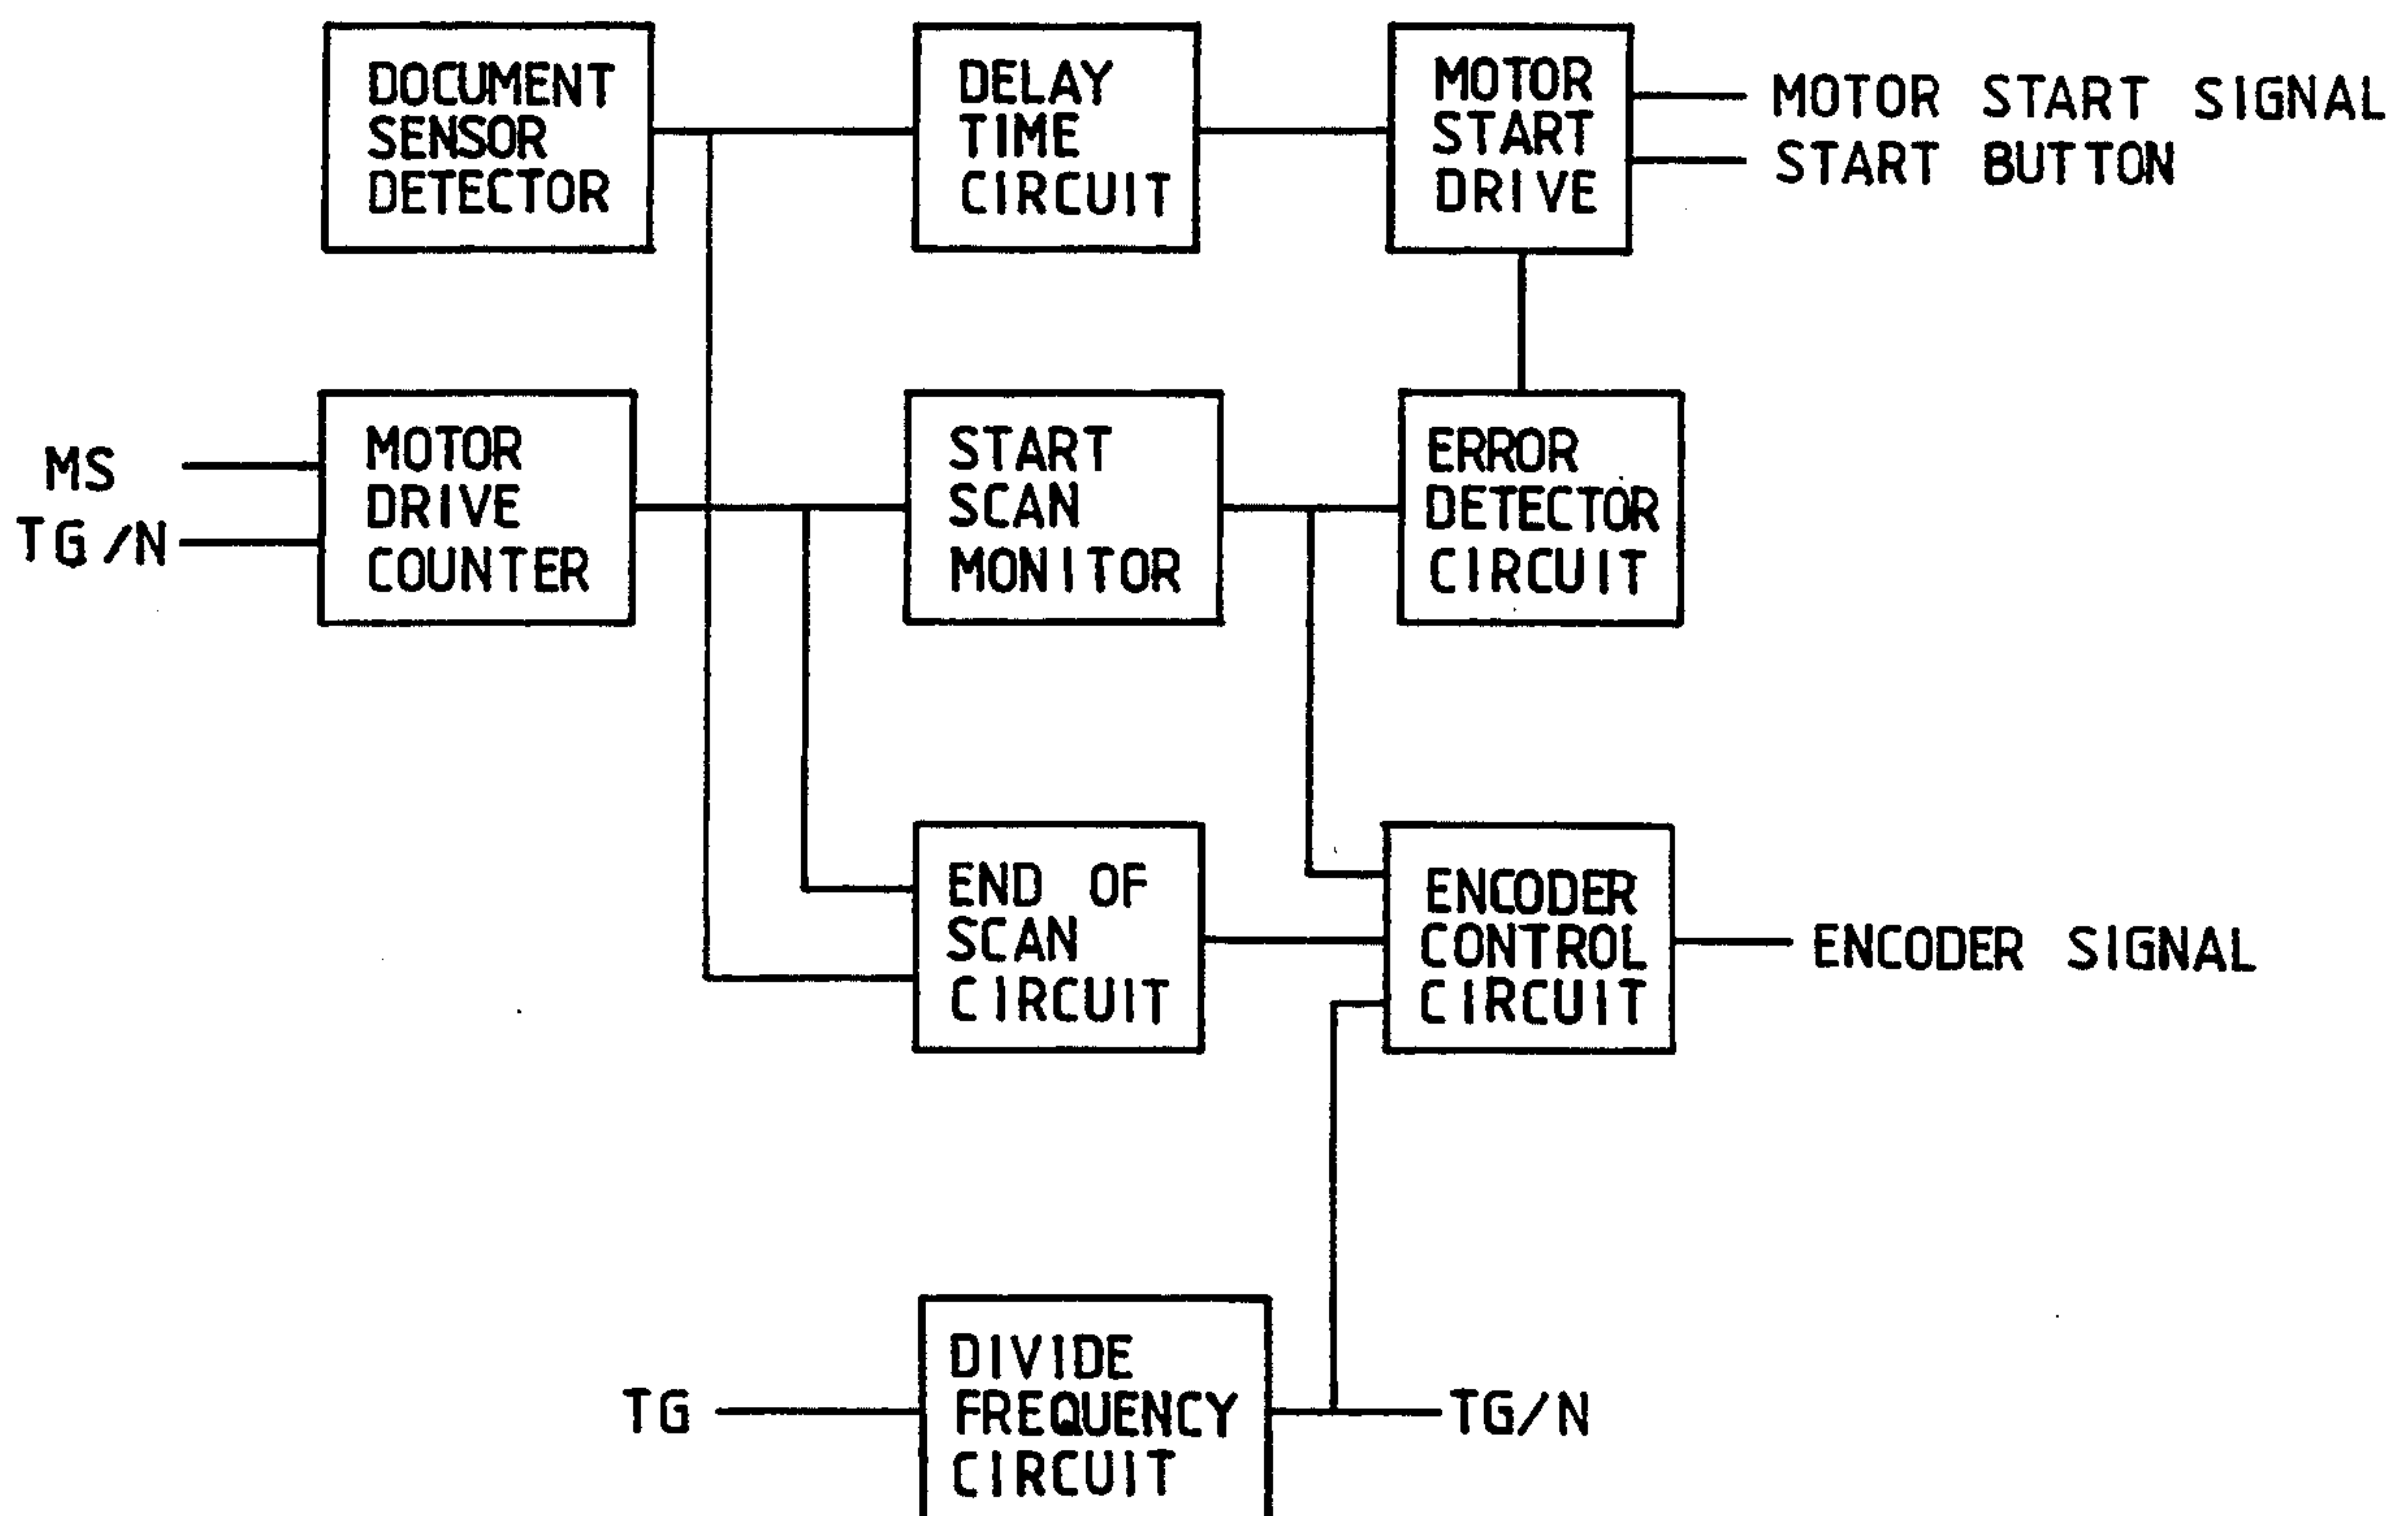 DOCUMENT
SENSOR
DETECTOR
DELAY
TIME
CIRCUIT
MOTOR
START
DRIVE
MOTOR START SIGNAL
START BUTTON
MS
TG/N
MOTOR
DRIVE
COUNTER
START
SCAN
MONITOR
ERROR
DETECTOR
CIRCUIT
END OF
SCAN
CIRCUIT
ENCODER
CONTROL
CIRCUIT
ENCODER SIGNAL
TG
DIVIDE
FREQUENCY
CIRCUIT
TG/N